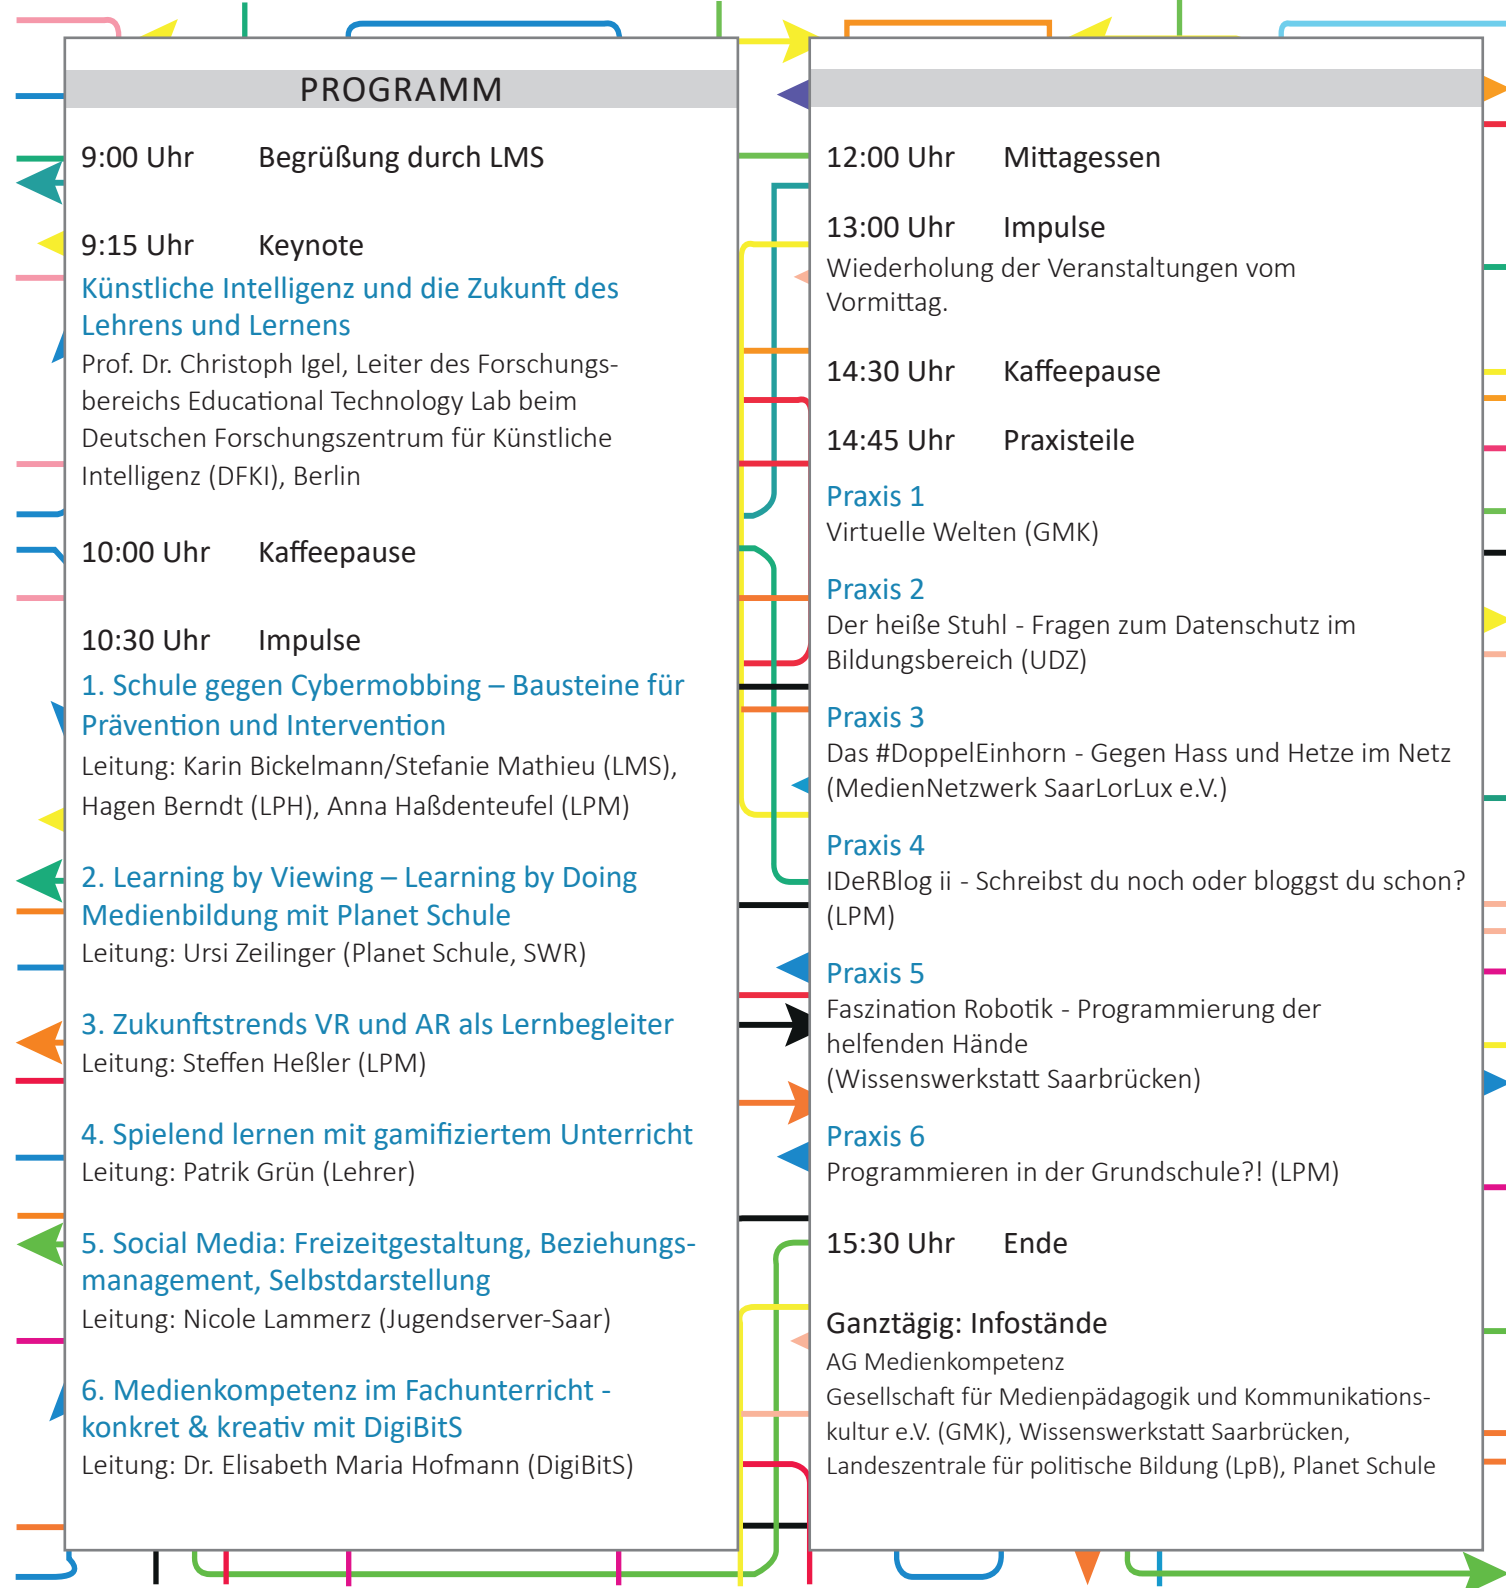 PROGRAMM
9:00 Uhr Begrüßung durch LMS
9:15 Uhr Keynote
Künstliche Intelligenz und die Zukunft des
Lehrens und Lernens
Prof. Dr. Christoph Igel, Leiter des Forschungs-
bereichs Educational Technology Lab beim
Deutschen Forschungszentrum für Künstliche
Intelligenz (DFKI), Berlin
10:00 Uhr Kaffeepause
10:30 Uhr Impulse
1. Schule gegen Cybermobbing – Bausteine für
Prävention und Intervention
Leitung: Karin Bickelmann/Stefanie Mathieu (LMS),
Hagen Berndt (LPH), Anna Haßdenteufel (LPM)
2. Learning by Viewing – Learning by Doing
Medienbildung mit Planet Schule
Leitung: Ursi Zeilinger (Planet Schule, SWR)
3. Zukunftstrends VR und AR als Lernbegleiter
Leitung: Steffen Heßler (LPM)
4. Spielend lernen mit gamifiziertem Unterricht
Leitung: Patrik Grün (Lehrer)
5. Social Media: Freizeitgestaltung, Beziehungs-
management, Selbstdarstellung
Leitung: Nicole Lammerz (Jugendserver-Saar)
6. Medienkompetenz im Fachunterricht -
konkret & kreativ mit DigiBitS
Leitung: Dr. Elisabeth Maria Hofmann (DigiBitS)
12:00 Uhr Mittagessen
13:00 Uhr Impulse
Wiederholung der Veranstaltungen vom
Vormittag.
14:30 Uhr Kaffeepause
14:45 Uhr Praxisteile
Praxis 1
Virtuelle Welten (GMK)
Praxis 2
Der heiße Stuhl - Fragen zum Datenschutz im
Bildungsbereich (UDZ)
Praxis 3
Das #DoppelEinhorn - Gegen Hass und Hetze im Netz
(MedienNetzwerk SaarLorLux e.V.)
Praxis 4
IDeRBlog ii - Schreibst du noch oder bloggst du schon?
(LPM)
Praxis 5
Faszination Robotik - Programmierung der
helfenden Hände
(Wissenswerkstatt Saarbrücken)
Praxis 6
Programmieren in der Grundschule?! (LPM)
15:30 Uhr Ende
Ganztägig: Infostände
AG Medienkompetenz
Gesellschaft für Medienpädagogik und Kommunikations-
kultur e.V. (GMK), Wissenswerkstatt Saarbrücken,
Landeszentrale für politische Bildung (LpB), Planet Schule